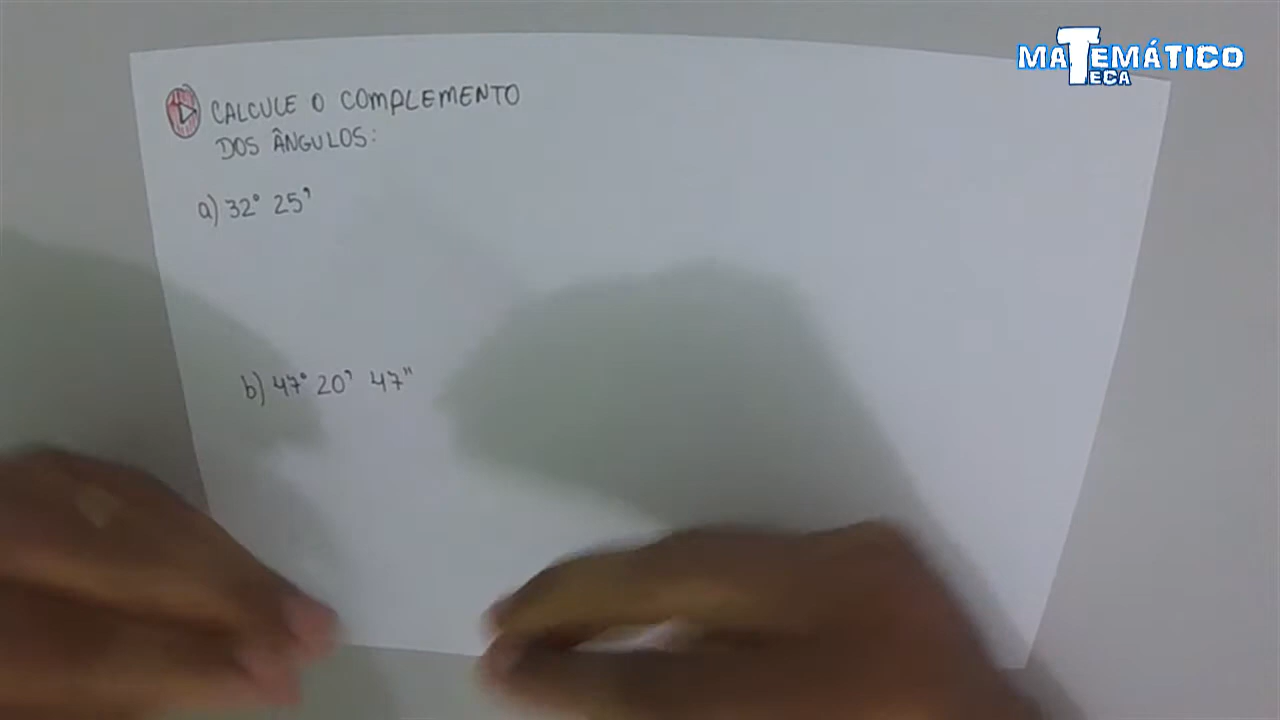 MATEMÁTICO
TECA
CALCULE O COMPLEMENTO
DOS ÂNGULOS:
a) 32° 25'
b) 47° 20' 47"